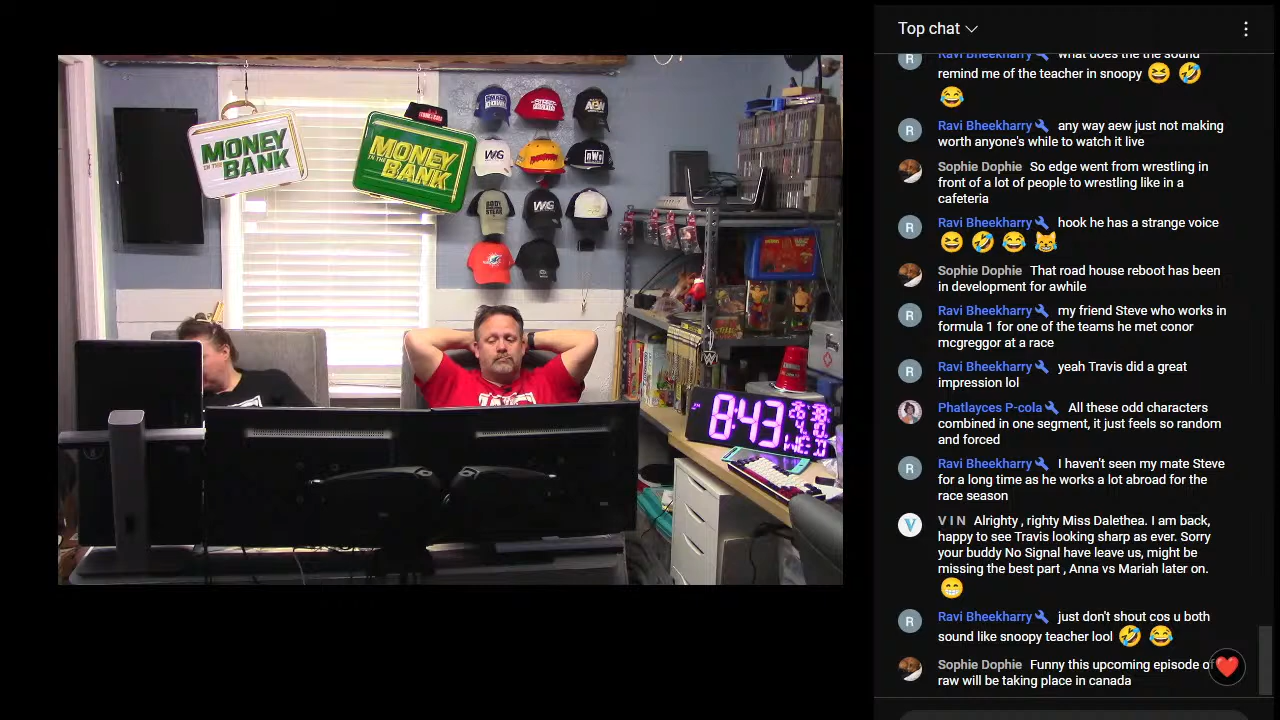 Top chat
Ravi Bheekharry what does the the sound
remind me of the teacher in snoopy
Ravi Bheekharry any way aew just not making
worth anyone's while to watch it live
Sophie Dophie So edge went from wrestling in
front of a lot of people to wrestling like in a
cafeteria
Ravi Bheekharry hook he has a strange voice
Sophie Dophie That road house reboot has been
in development for awhile
Ravi Bheekharry my friend Steve who works in
formula 1 for one of the teams he met conor
mcgreggor at a race
Ravi Bheekharry yeah Travis did a great
impression lol
Phatlayces P-cola All these odd characters
combined in one segment, it just feels so random
and forced
Ravi Bheekharry I haven't seen my mate Steve
for a long time as he works a lot abroad for the
race season
V I N Alrighty , righty Miss Dalethea. I am back,
happy to see Travis looking sharp as ever. Sorry
your buddy No Signal have leave us, might be
missing the best part , Anna vs Mariah later on.
Ravi Bheekharry just don't shout cos u both
sound like snoopy teacher lool
Sophie Dophie Funny this upcoming episode of
raw will be taking place in canada
R
R
R
R
R
R
V
R
MONEY
IN THE
BANK
MONEY
IN THE
BANK
AEW
WG
nWo
WG
8:43